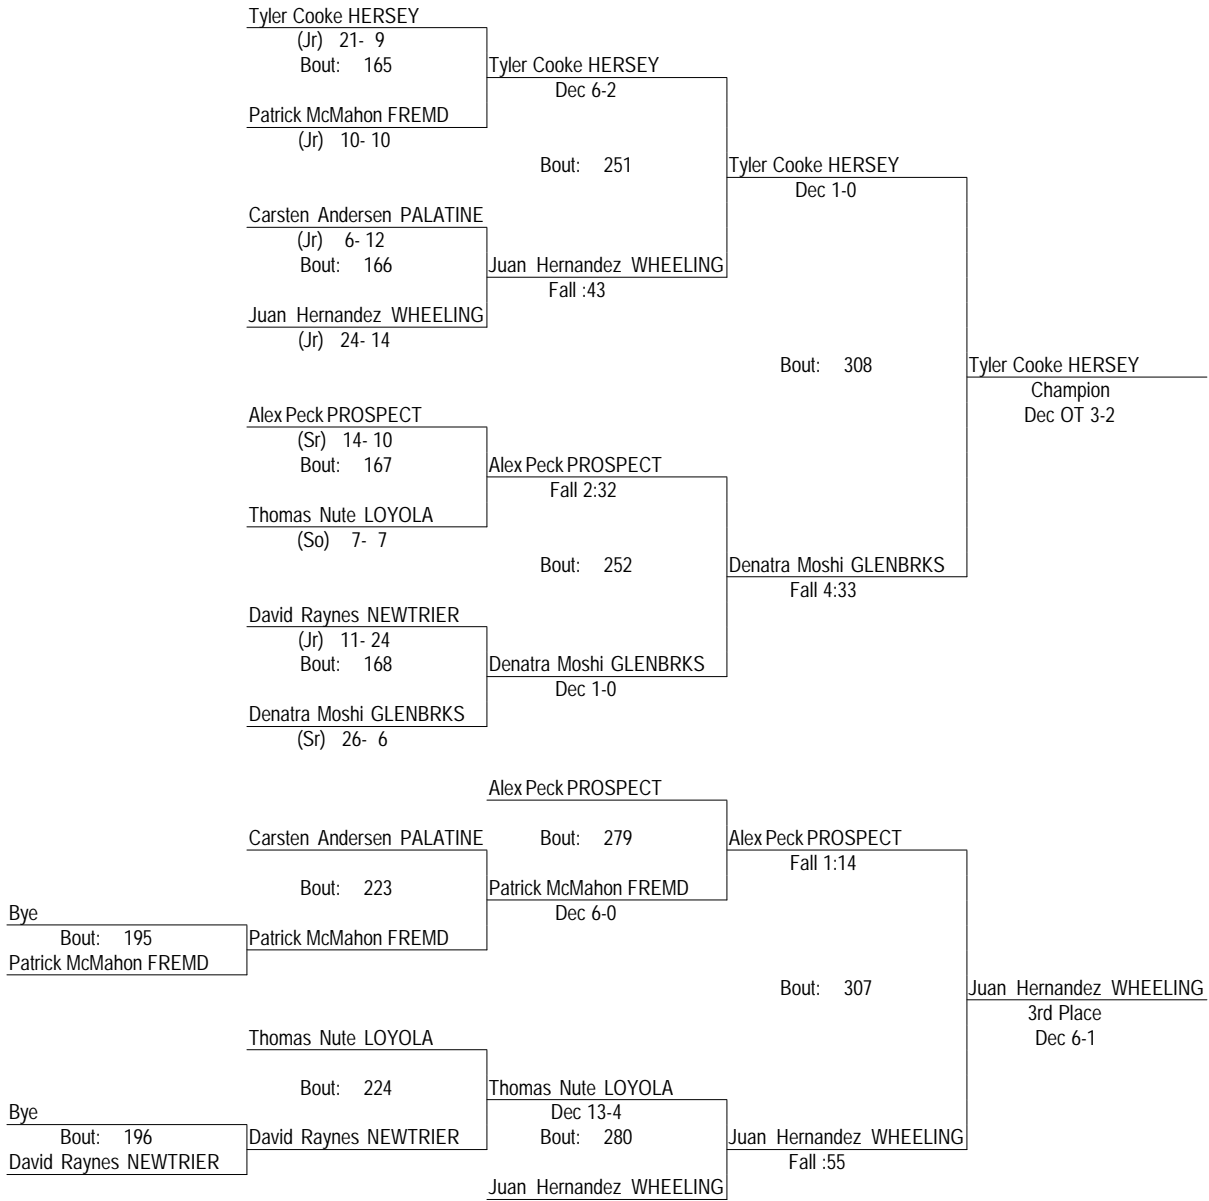 Tyler Cooke HERSEY
(Jr) 21- 9
Bout: 165
Tyler Cooke HERSEY
Dec 6-2
Patrick McMahon FREMD
(Jr) 10- 10
Bout: 251
Tyler Cooke HERSEY
Dec 1-0
Carsten Andersen PALATINE
(Jr) 6- 12
Bout: 166
Juan Hernandez WHEELING
Fall :43
Juan Hernandez WHEELING
(Jr) 24- 14
Bout: 308
Tyler Cooke HERSEY
Champion
Dec OT 3-2
Alex Peck PROSPECT
(Sr) 14- 10
Bout: 167
Alex Peck PROSPECT
Fall 2:32
Thomas Nute LOYOLA
(So) 7- 7
Bout: 252
Denatra Moshi GLENBRKS
Fall 4:33
David Raynes NEWTRIER
(Jr) 11- 24
Bout: 168
Denatra Moshi GLENBRKS
Dec 1-0
Denatra Moshi GLENBRKS
(Sr) 26- 6
Alex Peck PROSPECT
Carsten Andersen PALATINE
Bout: 279
Alex Peck PROSPECT
Fall 1:14
Bout: 223
Patrick McMahon FREMD
Dec 6-0
Bye
Bout: 195
Patrick McMahon FREMD
Patrick McMahon FREMD
Bout: 307
Juan Hernandez WHEELING
3rd Place
Dec 6-1
Thomas Nute LOYOLA
Bout: 224
Thomas Nute LOYOLA
Dec 13-4
Bye
Bout: 196
David Raynes NEWTRIER
David Raynes NEWTRIER
Bout: 280
Juan Hernandez WHEELING
Fall :55
Juan Hernandez WHEELING